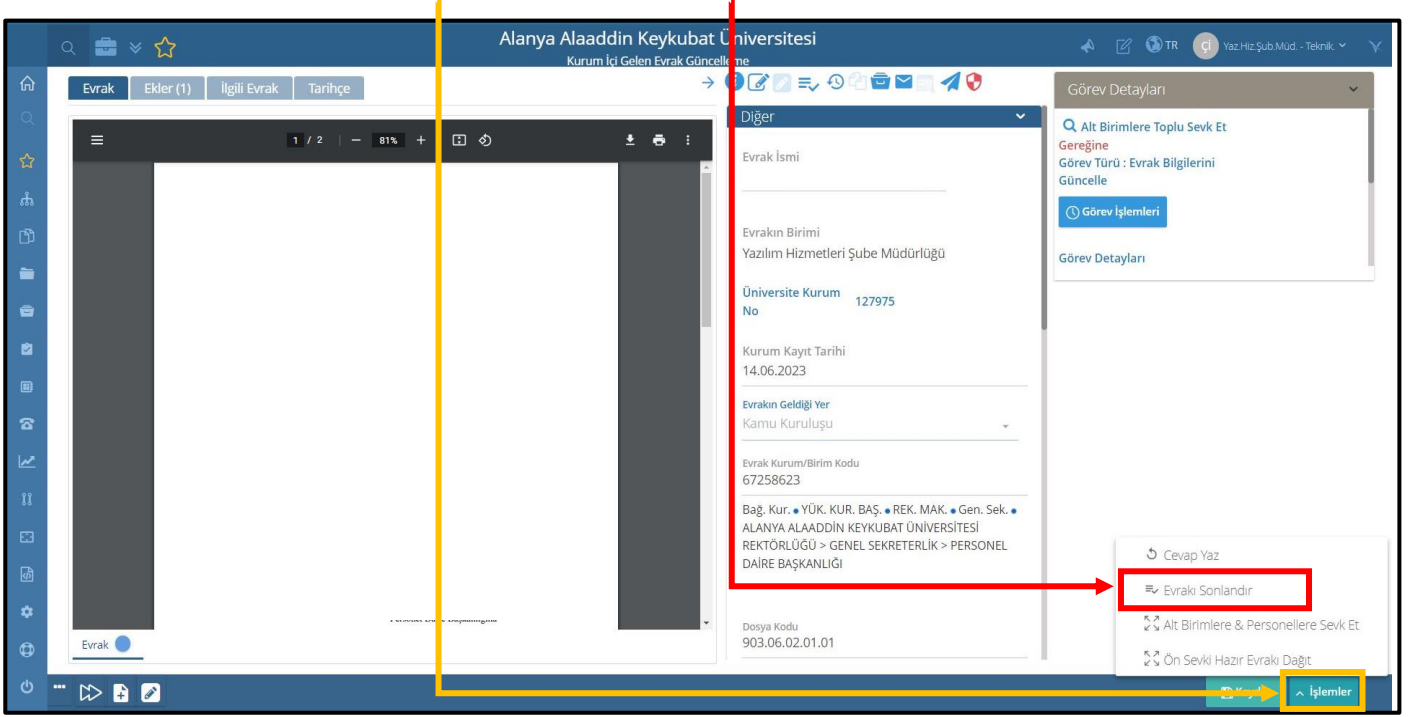 Alanya Alaaddin Keykubat Üniversitesi
Kurum İçi Gelen Evrak Güncelleme
TR
Çİ
Yaz.Hiz.Şub.Müd. - Teknik.
Evrak
Ekler (1)
İlgili Evrak
Tarihçe
1 / 2
81%
Evrak
Diğer
Evrak İsmi
Evrakın Birimi
Yazılım Hizmetleri Şube Müdürlüğü
Üniversite Kurum
No
127975
Kurum Kayıt Tarihi
14.06.2023
Evrakın Geldiği Yer
Kamu Kuruluşu
Evrak Kurum/Birim Kodu
67258623
Bağ. Kur. • YÜK. KUR. BAŞ. • REK. MAK. • Gen. Sek. •
ALANYA ALAADDİN KEYKUBAT ÜNİVERSİTESİ
REKTÖRLÜĞÜ > GENEL SEKRETERLİK > PERSONEL
DAİRE BAŞKANLIĞI
Dosya Kodu
903.06.02.01.01
Görev Detayları
Alt Birimlere Toplu Sevk Et
Gereğine
Görev Türü : Evrak Bilgilerini
Güncelle
Görev İşlemleri
Görev Detayları
Cevap Yaz
Evrakı Sonlandır
Alt Birimlere & Personellere Sevk Et
Ön Sevki Hazır Evrakı Dağıt
İşlemler